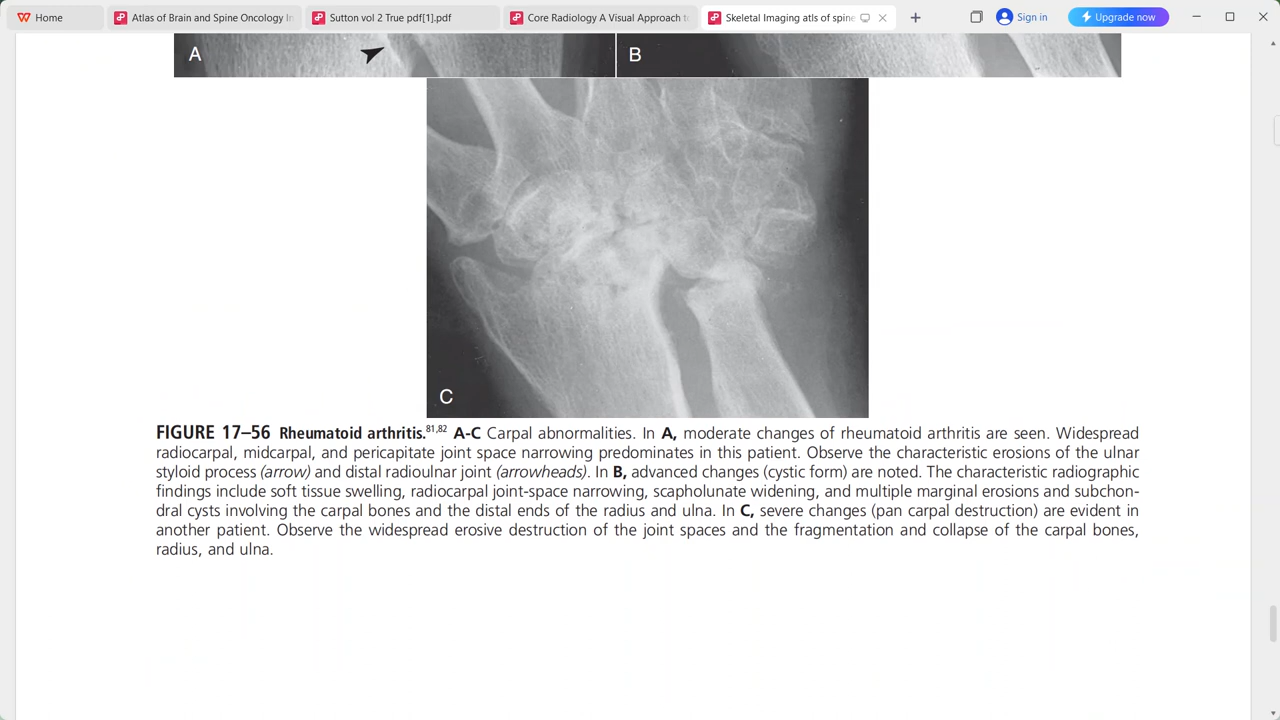 Home Atlas of Brain and Spine Oncology Sutton vol 2 True pdf[1].pdf Core Radiology A Visual Approach Skeletal Imaging atls of spine Sign in Upgrade now
A B
C
FIGURE 17–56 Rheumatoid arthritis.81,82 A-C Carpal abnormalities. In A, moderate changes of rheumatoid arthritis are seen. Widespread
radiocarpal, midcarpal, and pericapitate joint space narrowing predominates in this patient. Observe the characteristic erosions of the ulnar
styloid process (arrow) and distal radioulnar joint (arrowheads). In B, advanced changes (cystic form) are noted. The characteristic radiographic
findings include soft tissue swelling, radiocarpal joint-space narrowing, scapholunate widening, and multiple marginal erosions and subchon-
dral cysts involving the carpal bones and the distal ends of the radius and ulna. In C, severe changes (pan carpal destruction) are evident in
another patient. Observe the widespread erosive destruction of the joint spaces and the fragmentation and collapse of the carpal bones,
radius, and ulna.